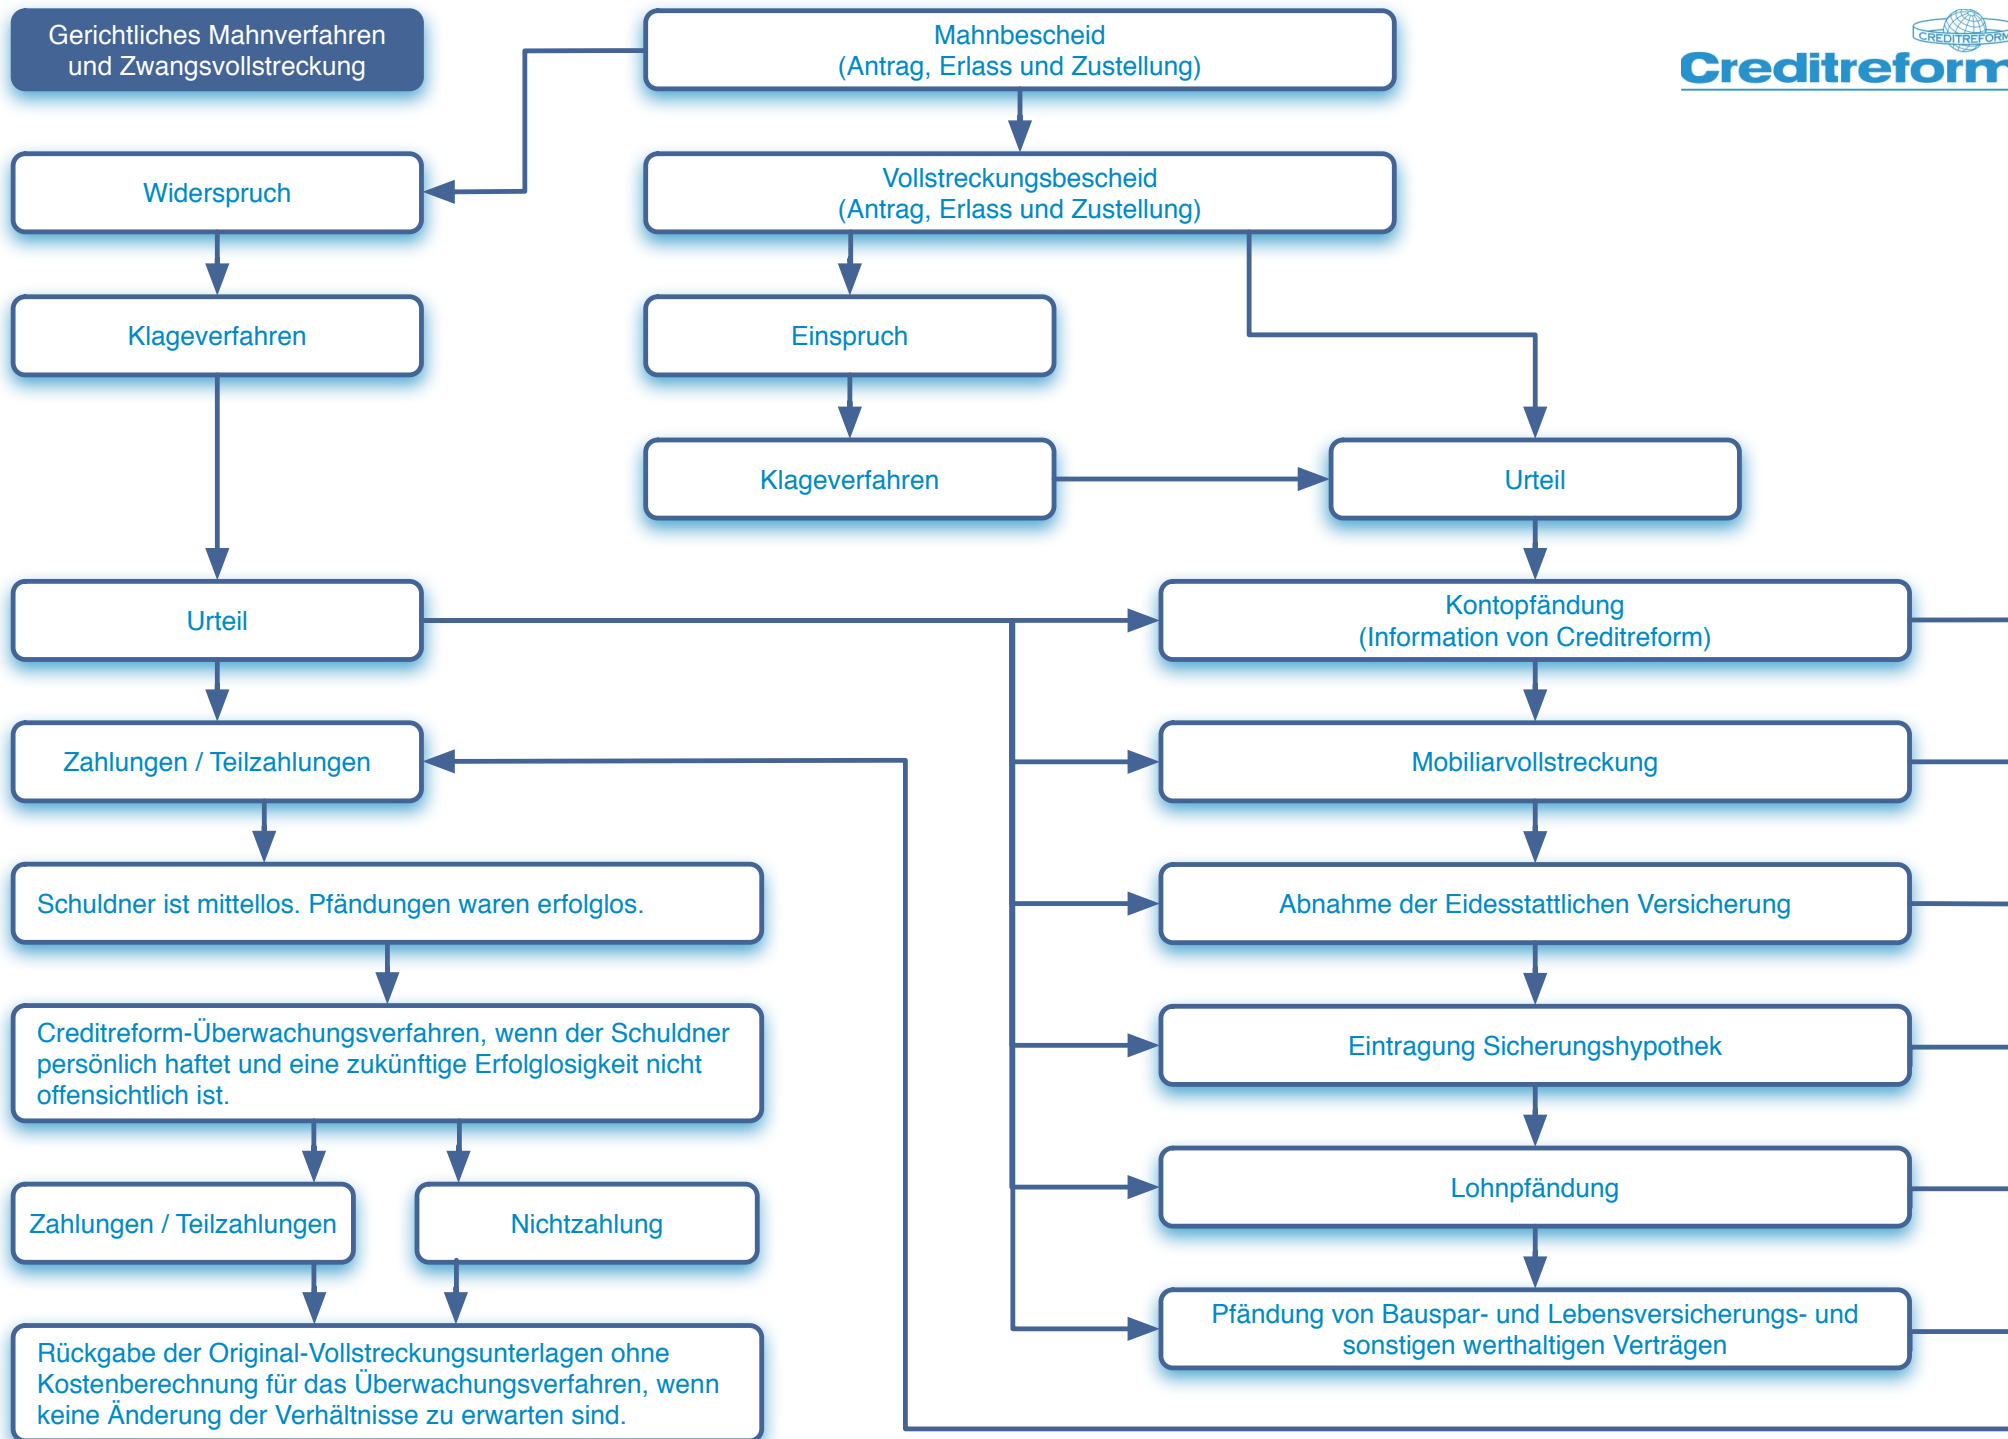 Gerichtliches Mahnverfahren
und Zwangsvollstreckung
Mahnbescheid
(Antrag, Erlass und Zustellung)
CREDITREFORM
Creditreform
Widerspruch
Vollstreckungsbescheid
(Antrag, Erlass und Zustellung)
Klageverfahren
Einspruch
Klageverfahren
Urteil
Urteil
Kontopfändung
(Information von Creditreform)
Zahlungen / Teilzahlungen
Mobiliarvollstreckung
Schuldner ist mittellos. Pfändungen waren erfolglos.
Abnahme der Eidesstattlichen Versicherung
Creditreform-Überwachungsverfahren, wenn der Schuldner
persönlich haftet und eine zukünftige Erfolglosigkeit nicht
offensichtlich ist.
Eintragung Sicherungshypothek
Zahlungen / Teilzahlungen
Nichtzahlung
Lohnpfändung
Rückgabe der Original-Vollstreckungsunterlagen ohne
Kostenberechnung für das Überwachungsverfahren, wenn
keine Änderung der Verhältnisse zu erwarten sind.
Pfändung von Bauspar- und Lebensversicherungs- und
sonstigen werthaltigen Verträgen